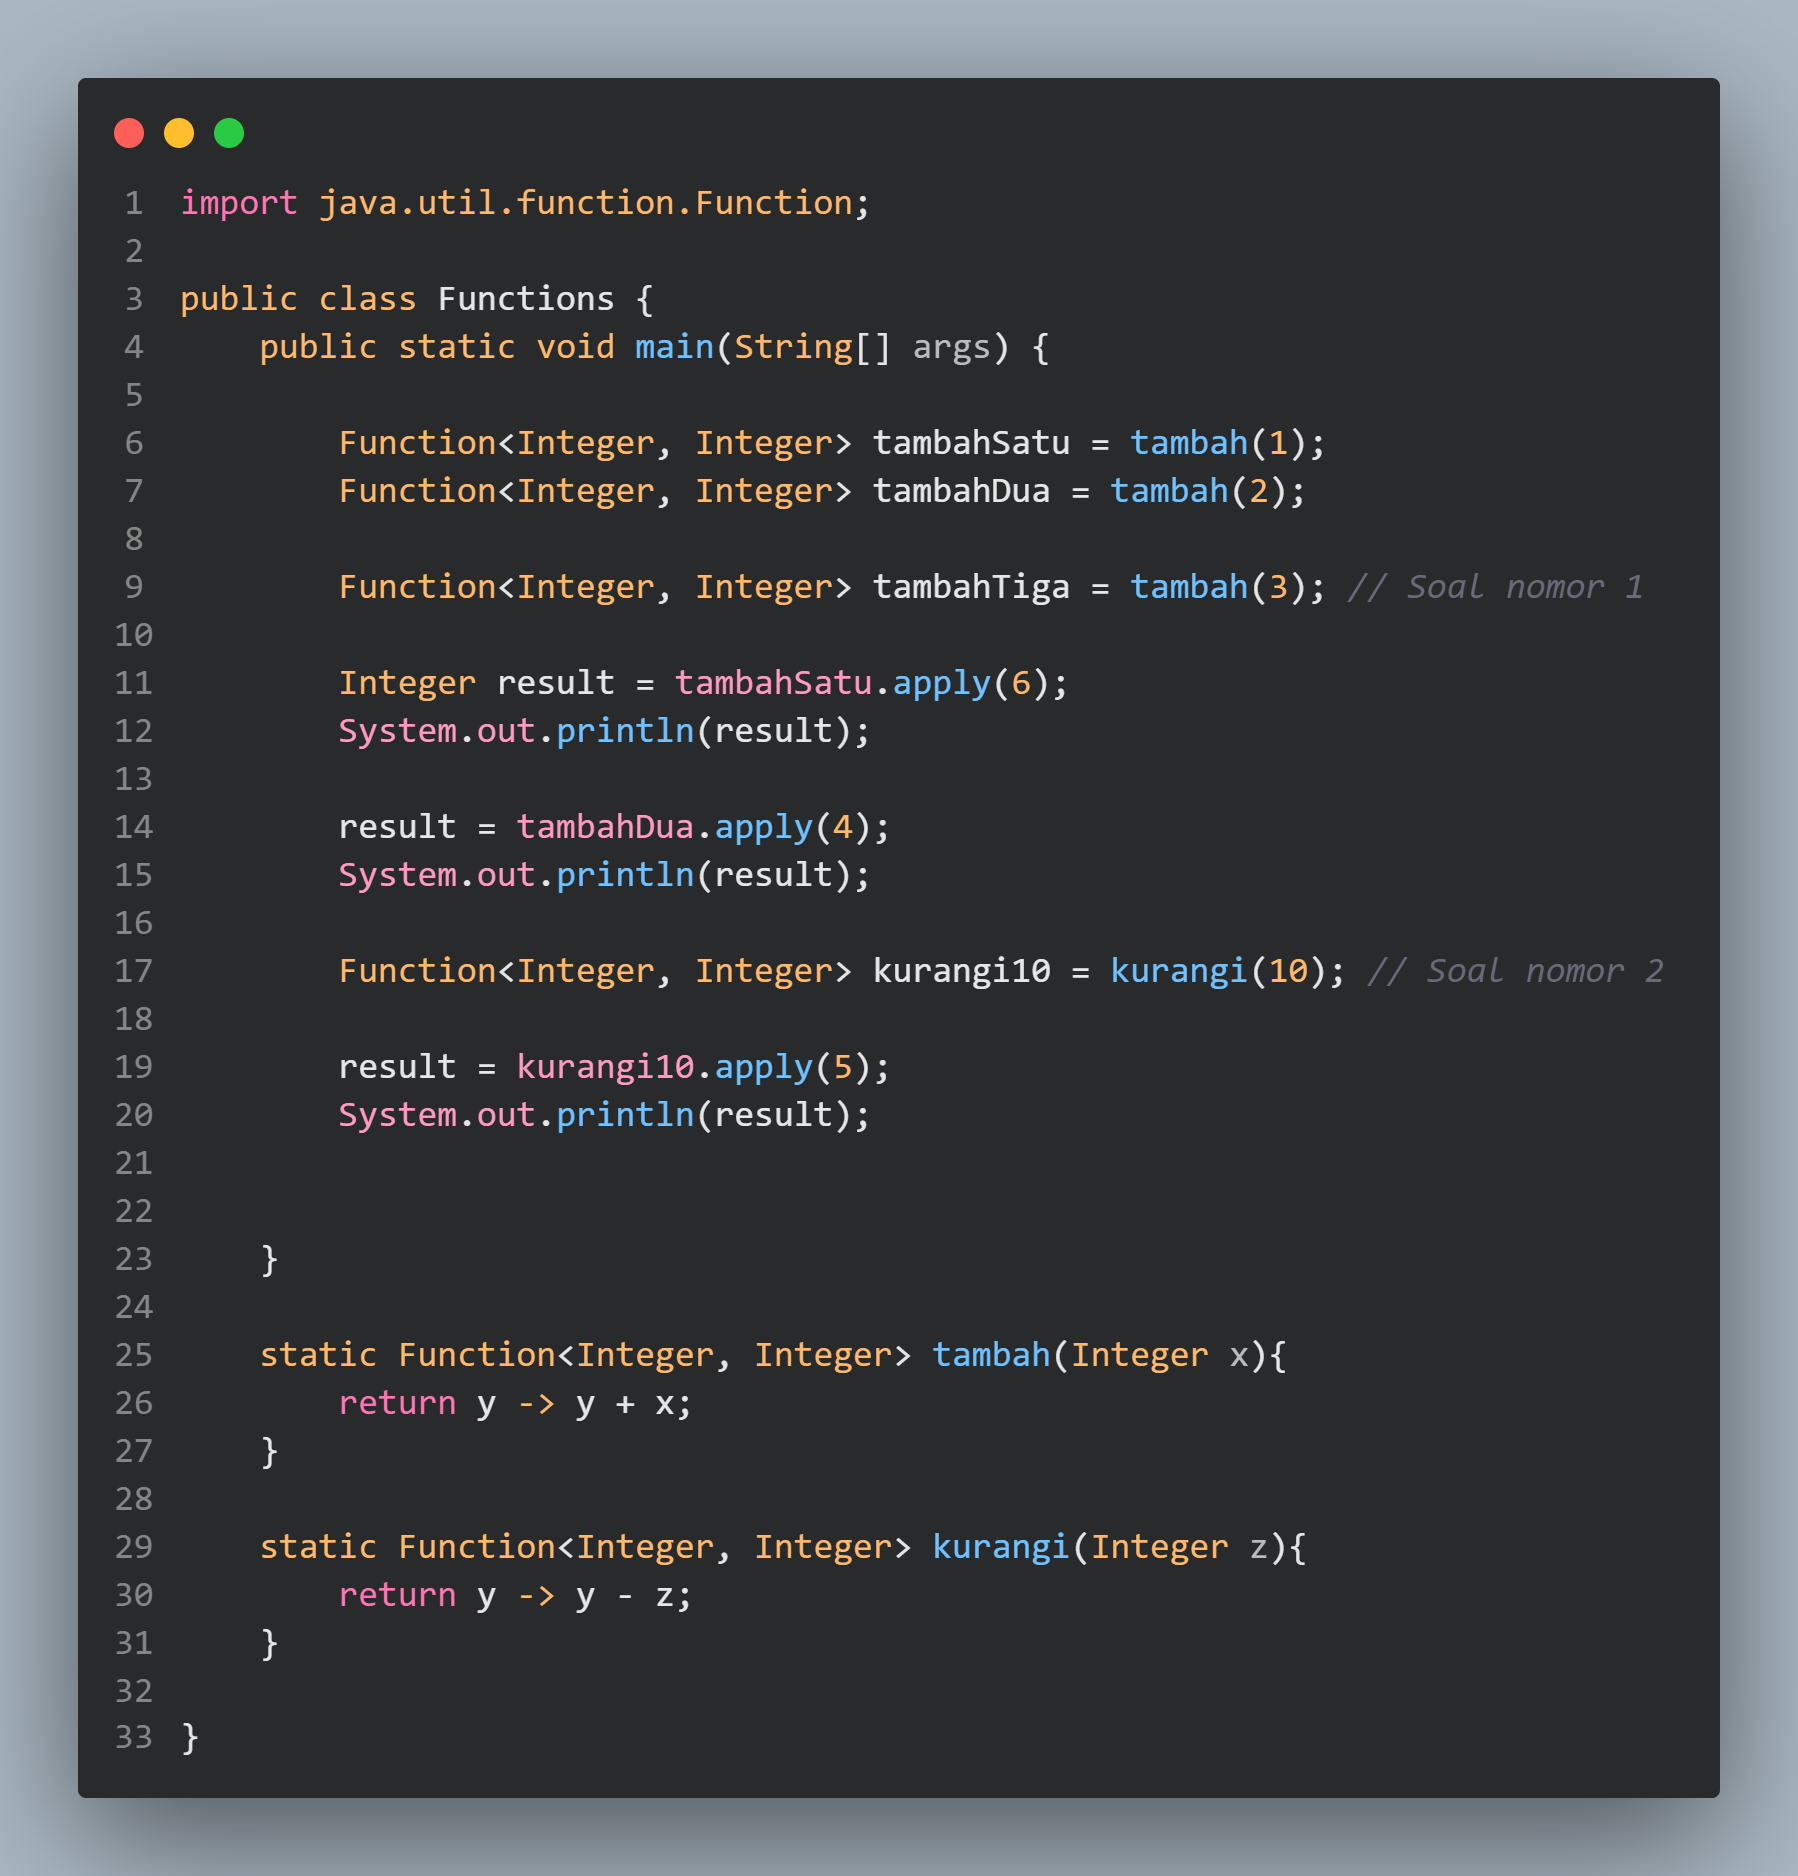 1 import java.util.function.Function;
2
3 public class Functions {
4     public static void main(String[] args) {
5
6         Function<Integer, Integer> tambahSatu = tambah(1);
7         Function<Integer, Integer> tambahDua = tambah(2);
8
9         Function<Integer, Integer> tambahTiga = tambah(3); // Soal nomor 1
10
11         Integer result = tambahSatu.apply(6);
12         System.out.println(result);
13
14         result = tambahDua.apply(4);
15         System.out.println(result);
16
17         Function<Integer, Integer> kurangi10 = kurangi(10); // Soal nomor 2
18
19         result = kurangi10.apply(5);
20         System.out.println(result);
21
22
23     }
24
25     static Function<Integer, Integer> tambah(Integer x){
26         return y -> y + x;
27     }
28
29     static Function<Integer, Integer> kurangi(Integer z){
30         return y -> y - z;
31     }
32
33 }